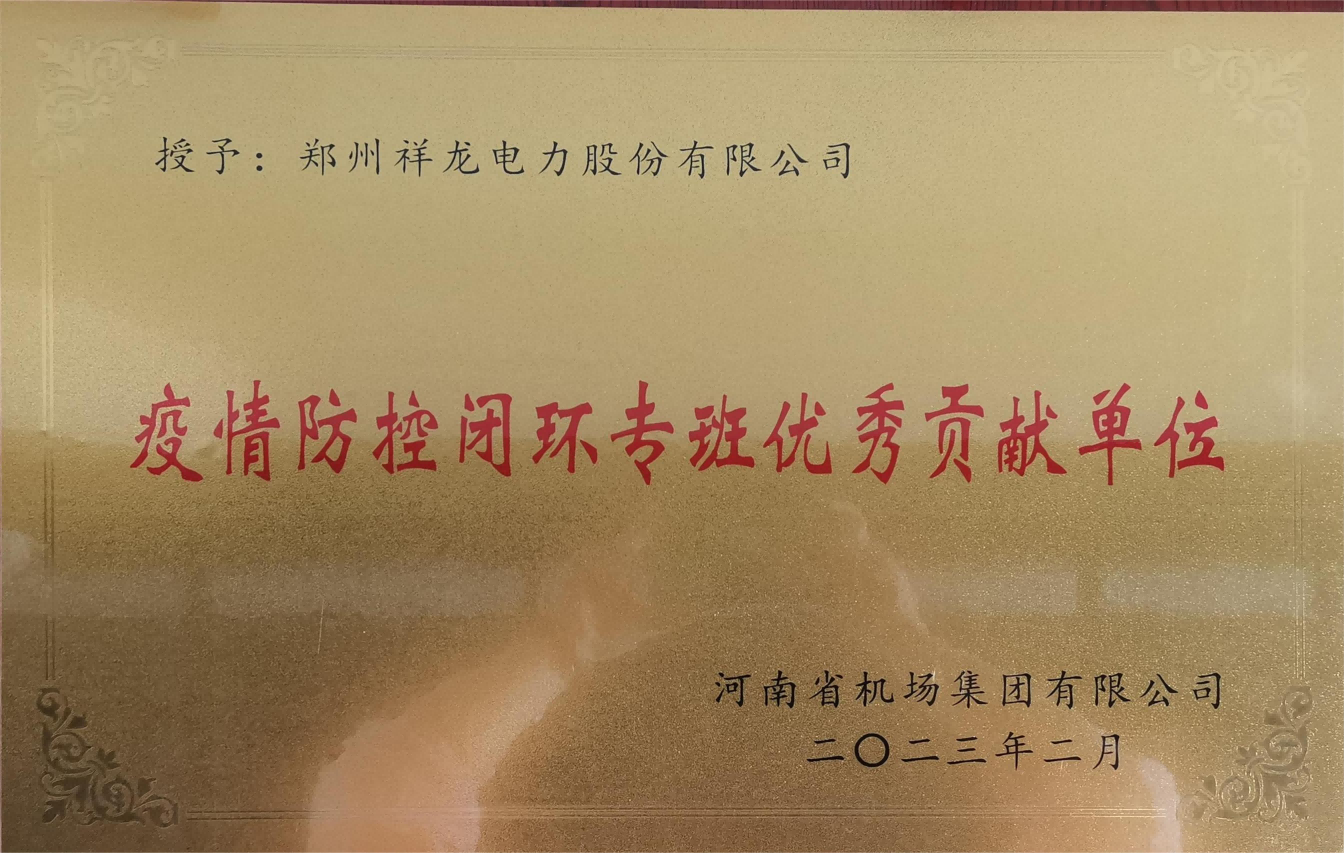 授予：郑州祥龙电力股份有限公司
疫情防控闭环专班优秀贡献单位
河南省机场集团有限公司
二〇二三年二月